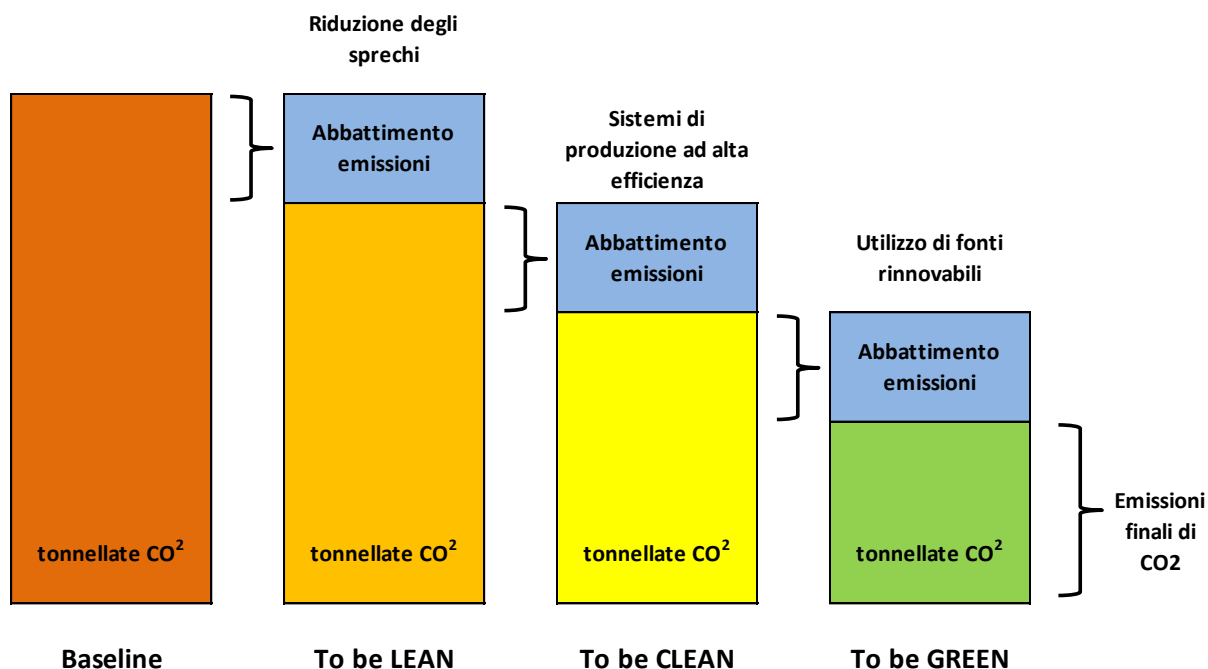 Riduzione degli
sprechi
Abbattimento
emissioni
Sistemi di
produzione ad alta
efficienza
Abbattimento
emissioni
Utilizzo di fonti
rinnovabili
Abbattimento
emissioni
tonnellate CO²
tonnellate CO²
tonnellate CO²
tonnellate CO²
Emissioni
finali di
CO2
Baseline
To be LEAN
To be CLEAN
To be GREEN